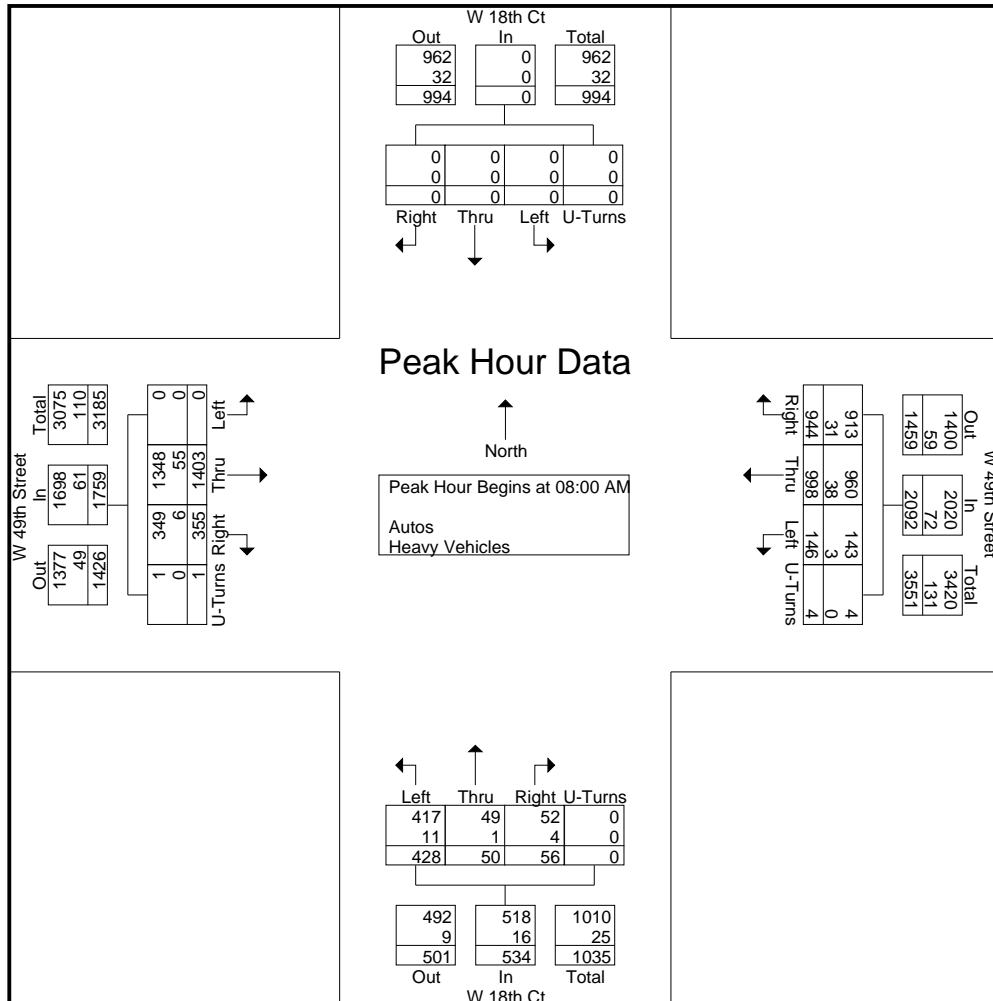 W 18th Ct
Out In Total
962 0 962
32 0 32
994 0 994
0 0 0 0
0 0 0 0
0 0 0 0
Right Thru Left U-Turns
Peak Hour Data
North
Peak Hour Begins at 08:00 AM
Autos
Heavy Vehicles
W 49th Street
Total In Out
3075 1698 1377
110 61 49
3185 1759 1426
0 1348 349 1
0 55 6 0
0 1403 355 1
Left Thru Right U-Turns
W 49th Street
Out In Total
1400 2020 3420
59 72 131
1459 2092 3551
913 960 143 4
31 38 3 0
944 998 146 4
Right Thru Left U-Turns
Left Thru Right U-Turns
417 49 52 0
11 1 4 0
428 50 56 0
492 518 1010
9 16 25
501 534 1035
Out In Total
W 18th Ct